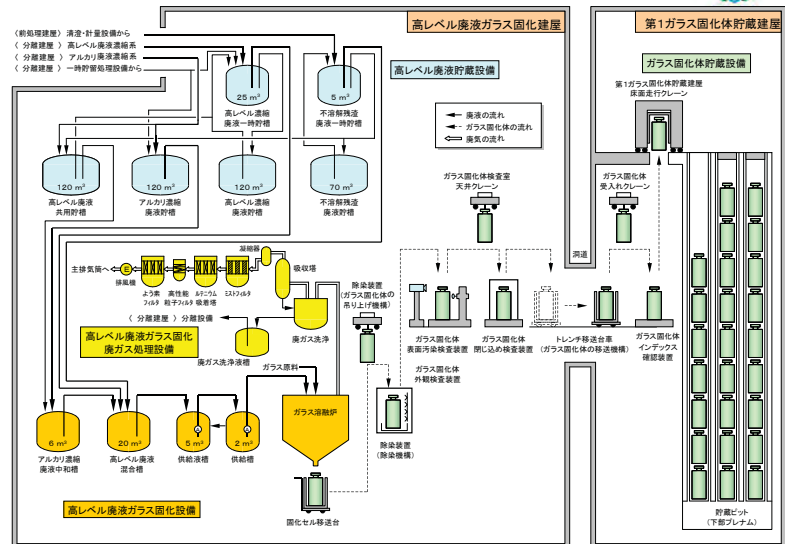 高レベル廃液ガラス固化建屋
第1ガラス固化体貯蔵建屋
〈前処理建屋〉清澄・計量設備から
〈 分離建屋 〉高レベル廃液濃縮系
〈 分離建屋 〉アルカリ廃液濃縮系
〈 分離建屋 〉一時貯留処理設備から
高レベル廃液貯蔵設備
ガラス固化体貯蔵設備
25 m³
高レベル濃縮
廃液一時貯槽
5 m³
不溶解残渣
廃液一時貯槽
廃液の流れ
ガラス固化体の流れ
廃気の流れ
第1ガラス固化体貯蔵建屋
床面走行クレーン
120 m³
高レベル廃液
共用貯槽
120 m³
アルカリ濃縮
廃液貯槽
120 m³
高レベル濃縮
廃液貯槽
70 m³
不溶解残渣
廃液貯槽
ガラス固化体検査室
天井クレーン
ガラス固化体
受入れクレーン
洞道
主排気筒へ
排風機
よう素
フィルタ
高性能
粒子フィルタ
ルテニウム
吸着塔
ミストフィルタ
凝縮器
吸収塔
廃ガス洗浄
〈 分離建屋 〉分離設備
廃ガス洗浄液槽
高レベル廃液ガラス固化
廃ガス処理設備
除染装置
(ガラス固化体の
吊り上げ機構)
ガラス固化体
表面汚染検査装置
ガラス固化体
外観検査装置
ガラス固化体
閉じ込め検査装置
トレンチ移送台車
(ガラス固化体の移送機構)
ガラス固化体
インデックス
確認装置
ガラス原料
ガラス溶融炉
6 m³
アルカリ濃縮
廃液中和槽
20 m³
高レベル廃液
混合槽
5 m³
供給液槽
2 m³
供給槽
除染装置
(除染機構)
固化セル移送台
高レベル廃液ガラス固化設備
貯蔵ピット
(下部プレナム)